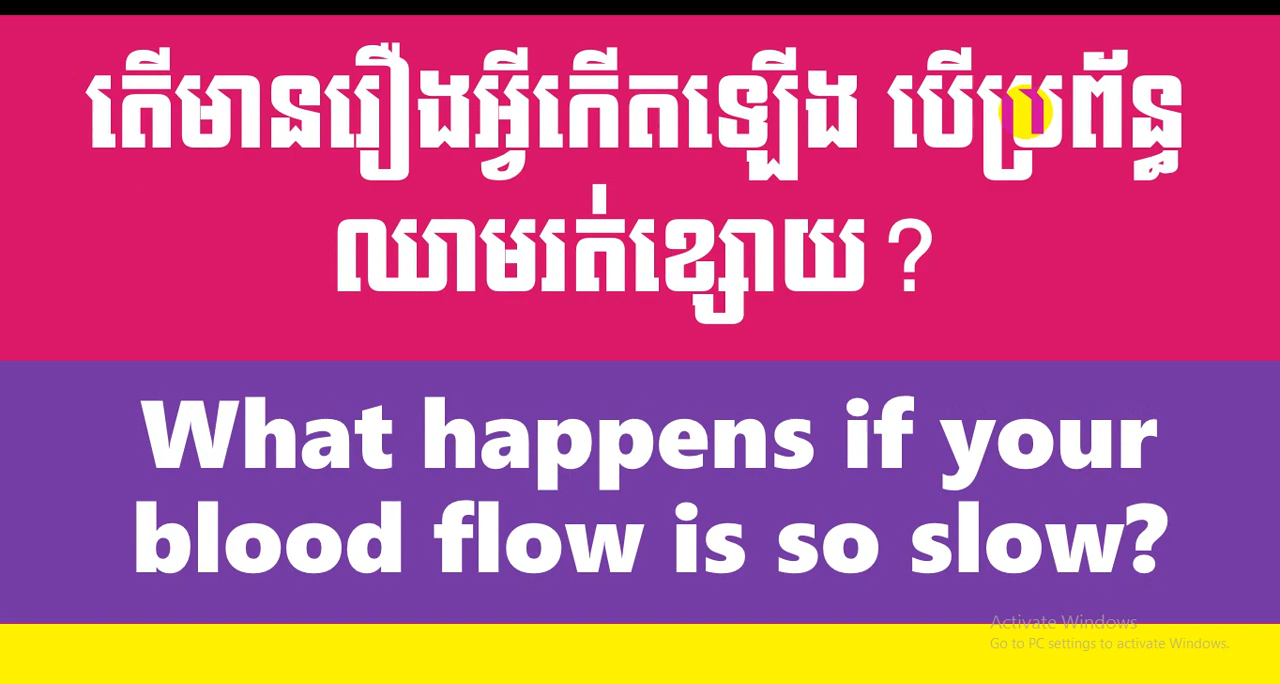 តើមានរឿងអ្វីកើតឡើង បើប្រព័ន្ធ
ឈាមរត់ខ្សោយ ?
What happens if your
blood flow is so slow?
Activate Windows
Go to PC settings to activate Windows.